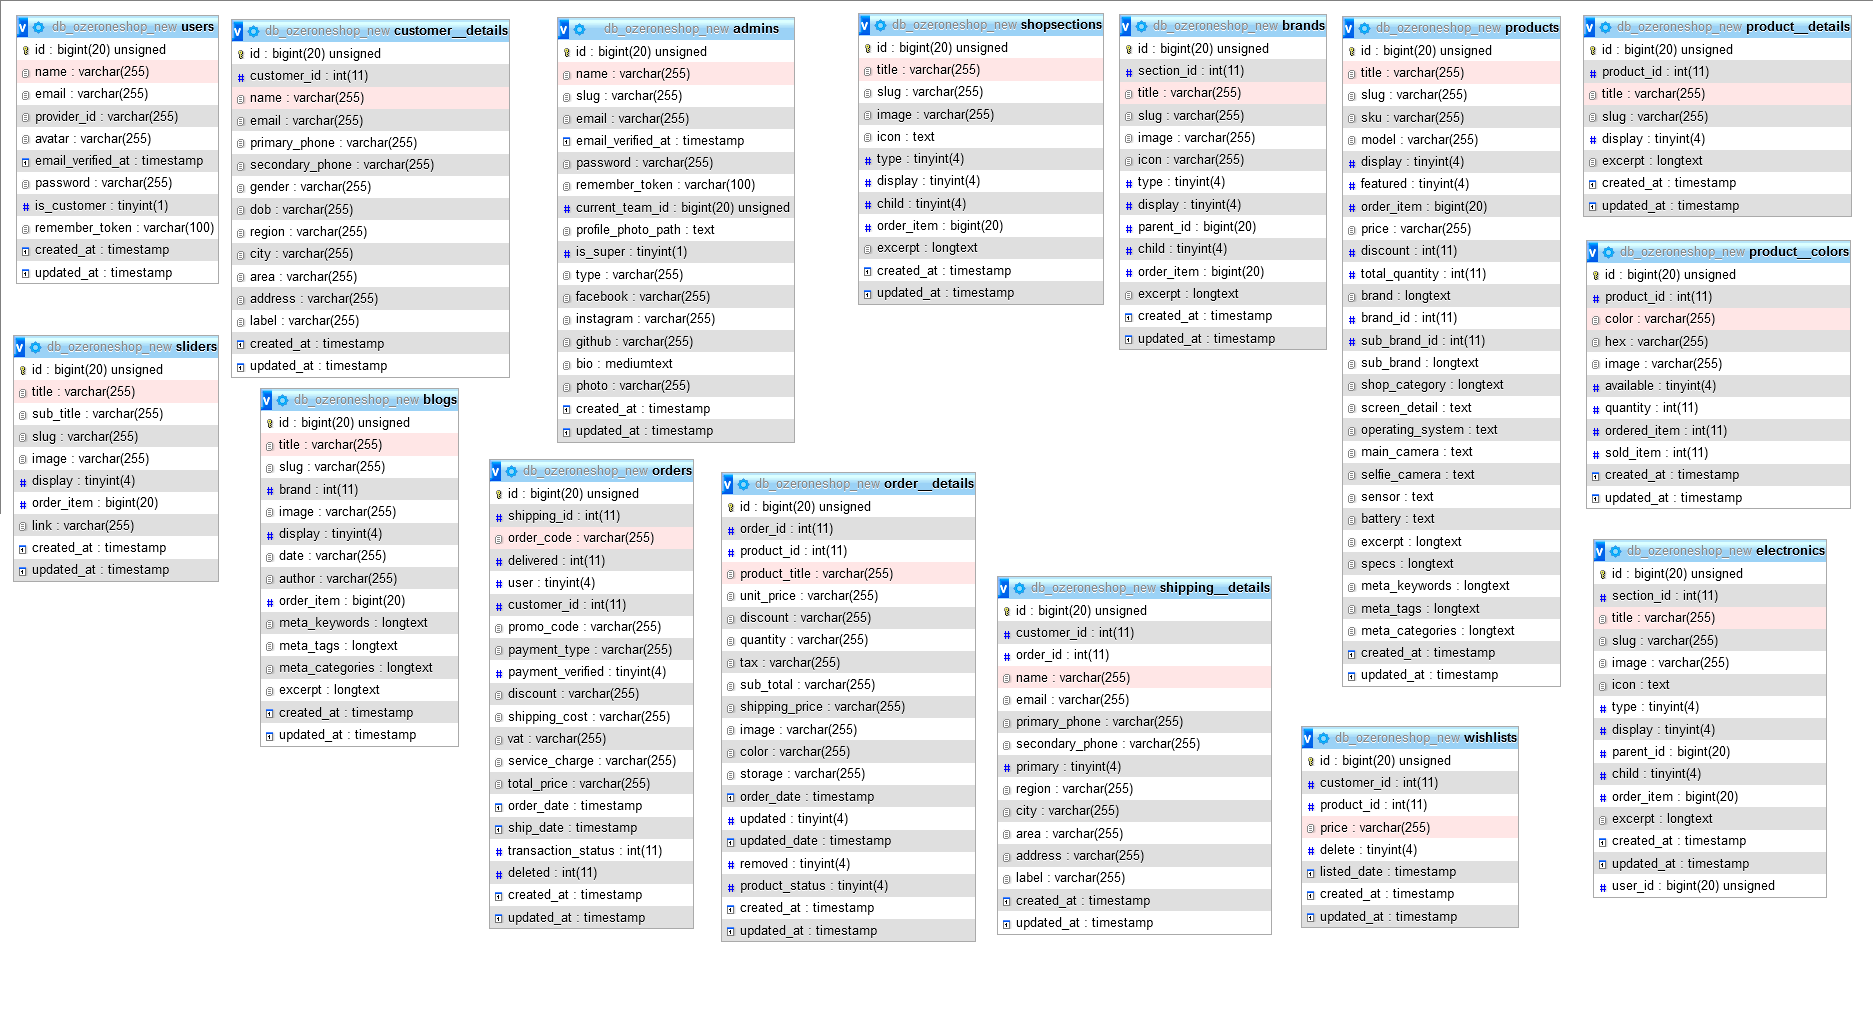 db_ozeroneshop_new users
id : bigint(20) unsigned
name : varchar(255)
email : varchar(255)
provider_id : varchar(255)
avatar : varchar(255)
email_verified_at : timestamp
password : varchar(255)
is_customer : tinyint(1)
remember_token : varchar(100)
created_at : timestamp
updated_at : timestamp
db_ozeroneshop_new customer__details
id : bigint(20) unsigned
customer_id : int(11)
name : varchar(255)
email : varchar(255)
primary_phone : varchar(255)
secondary_phone : varchar(255)
gender : varchar(255)
dob : varchar(255)
region : varchar(255)
city : varchar(255)
area : varchar(255)
address : varchar(255)
label : varchar(255)
created_at : timestamp
updated_at : timestamp
db_ozeroneshop_new admins
id : bigint(20) unsigned
name : varchar(255)
slug : varchar(255)
email : varchar(255)
email_verified_at : timestamp
password : varchar(255)
remember_token : varchar(100)
current_team_id : bigint(20) unsigned
profile_photo_path : text
is_super : tinyint(1)
type : varchar(255)
facebook : varchar(255)
instagram : varchar(255)
github : varchar(255)
bio : mediumtext
photo : varchar(255)
created_at : timestamp
updated_at : timestamp
db_ozeroneshop_new shopsections
id : bigint(20) unsigned
title : varchar(255)
slug : varchar(255)
image : varchar(255)
icon : text
type : tinyint(4)
display : tinyint(4)
child : tinyint(4)
order_item : bigint(20)
excerpt : longtext
created_at : timestamp
updated_at : timestamp
db_ozeroneshop_new brands
id : bigint(20) unsigned
section_id : int(11)
title : varchar(255)
slug : varchar(255)
image : varchar(255)
icon : varchar(255)
type : tinyint(4)
display : tinyint(4)
parent_id : bigint(20)
child : tinyint(4)
order_item : bigint(20)
excerpt : longtext
created_at : timestamp
updated_at : timestamp
db_ozeroneshop_new products
id : bigint(20) unsigned
title : varchar(255)
slug : varchar(255)
sku : varchar(255)
model : varchar(255)
display : tinyint(4)
featured : tinyint(4)
order_item : bigint(20)
price : varchar(255)
discount : int(11)
total_quantity : int(11)
brand : longtext
brand_id : int(11)
sub_brand_id : int(11)
sub_brand : longtext
shop_category : longtext
screen_detail : text
operating_system : text
main_camera : text
selfie_camera : text
sensor : text
battery : text
excerpt : longtext
specs : longtext
meta_keywords : longtext
meta_tags : longtext
meta_categories : longtext
created_at : timestamp
updated_at : timestamp
db_ozeroneshop_new product__details
id : bigint(20) unsigned
product_id : int(11)
title : varchar(255)
slug : varchar(255)
display : tinyint(4)
excerpt : longtext
created_at : timestamp
updated_at : timestamp
db_ozeroneshop_new product__colors
id : bigint(20) unsigned
product_id : int(11)
color : varchar(255)
hex : varchar(255)
image : varchar(255)
available : tinyint(4)
quantity : int(11)
ordered_item : int(11)
sold_item : int(11)
created_at : timestamp
updated_at : timestamp
db_ozeroneshop_new sliders
id : bigint(20) unsigned
title : varchar(255)
sub_title : varchar(255)
slug : varchar(255)
image : varchar(255)
display : tinyint(4)
order_item : bigint(20)
link : varchar(255)
created_at : timestamp
updated_at : timestamp
db_ozeroneshop_new blogs
id : bigint(20) unsigned
title : varchar(255)
slug : varchar(255)
brand : int(11)
image : varchar(255)
display : tinyint(4)
date : varchar(255)
author : varchar(255)
order_item : bigint(20)
meta_keywords : longtext
meta_tags : longtext
meta_categories : longtext
excerpt : longtext
created_at : timestamp
updated_at : timestamp
db_ozeroneshop_new orders
id : bigint(20) unsigned
shipping_id : int(11)
order_code : varchar(255)
delivered : int(11)
user : tinyint(4)
customer_id : int(11)
promo_code : varchar(255)
payment_type : varchar(255)
payment_verified : tinyint(4)
discount : varchar(255)
shipping_cost : varchar(255)
vat : varchar(255)
service_charge : varchar(255)
total_price : varchar(255)
order_date : timestamp
ship_date : timestamp
transaction_status : int(11)
deleted : int(11)
created_at : timestamp
updated_at : timestamp
db_ozeroneshop_new order__details
id : bigint(20) unsigned
order_id : int(11)
product_id : int(11)
product_title : varchar(255)
unit_price : varchar(255)
discount : varchar(255)
quantity : varchar(255)
tax : varchar(255)
sub_total : varchar(255)
shipping_price : varchar(255)
image : varchar(255)
color : varchar(255)
storage : varchar(255)
order_date : timestamp
updated : tinyint(4)
updated_date : timestamp
removed : tinyint(4)
product_status : tinyint(4)
created_at : timestamp
updated_at : timestamp
db_ozeroneshop_new shipping__details
id : bigint(20) unsigned
customer_id : int(11)
order_id : int(11)
name : varchar(255)
email : varchar(255)
primary_phone : varchar(255)
secondary_phone : varchar(255)
primary : tinyint(4)
region : varchar(255)
city : varchar(255)
area : varchar(255)
address : varchar(255)
label : varchar(255)
created_at : timestamp
updated_at : timestamp
db_ozeroneshop_new wishlists
id : bigint(20) unsigned
customer_id : int(11)
product_id : int(11)
price : varchar(255)
delete : tinyint(4)
listed_date : timestamp
created_at : timestamp
updated_at : timestamp
db_ozeroneshop_new electronics
id : bigint(20) unsigned
section_id : int(11)
title : varchar(255)
slug : varchar(255)
image : varchar(255)
icon : text
type : tinyint(4)
display : tinyint(4)
parent_id : bigint(20)
child : tinyint(4)
order_item : bigint(20)
excerpt : longtext
created_at : timestamp
updated_at : timestamp
user_id : bigint(20) unsigned